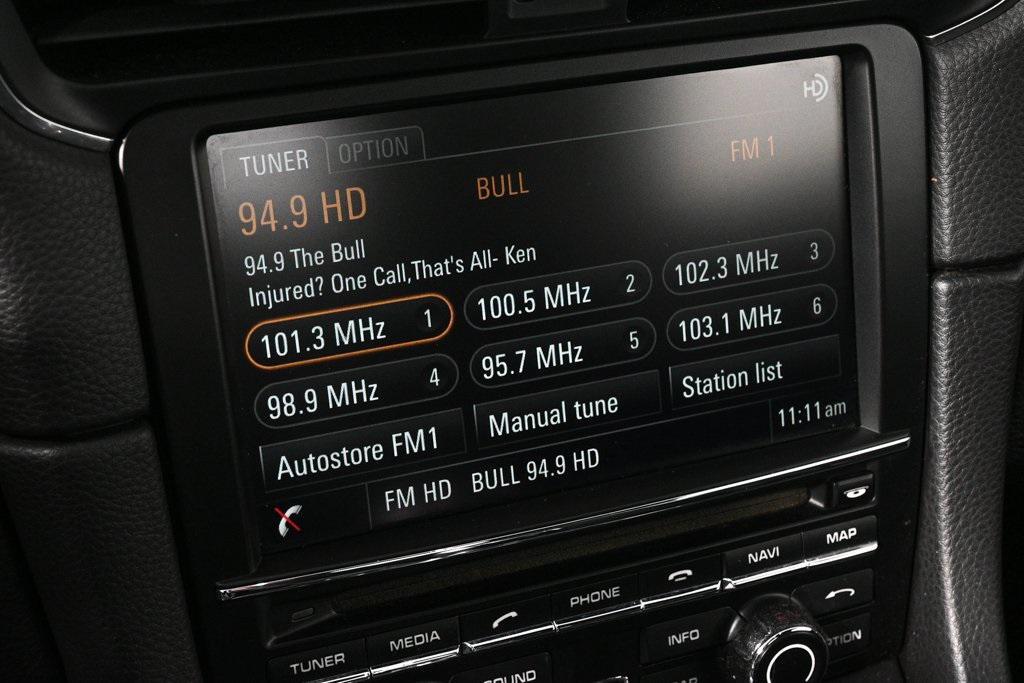 HD
TUNER OPTION
94.9 HD BULL FM 1
94.9 The Bull
Injured? One Call,That's All- Ken
101.3 MHz 1 100.5 MHz 2 102.3 MHz 3
98.9 MHz 4 95.7 MHz 5 103.1 MHz 6
Autostore FM1 Manual tune Station list
FM HD BULL 94.9 HD 11:11 am
TUNER MEDIA PHONE NAVI MAP
INFO